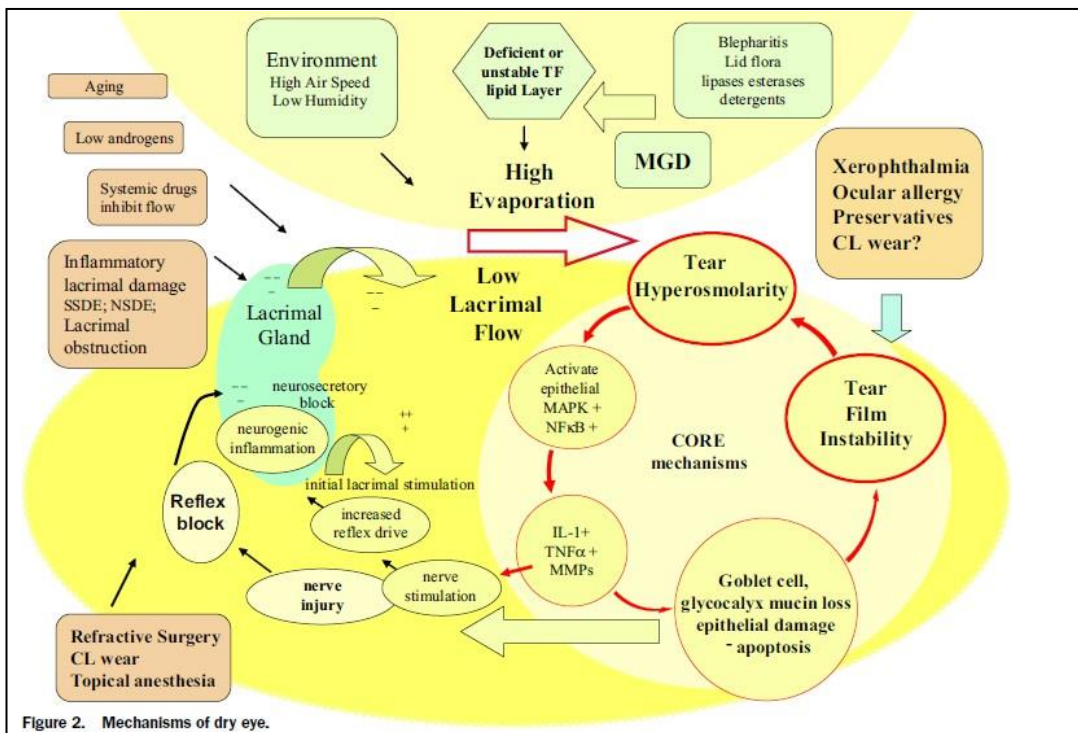 Environment
High Air Speed
Low Humidity
Deficient or
unstable TF
lipid Layer
Blepharitis
Lid flora
lipases esterases
detergents
MGD
Aging
Low androgens
Systemic drugs
inhibit flow
Inflammatory
lacrimal damage
SSDE; NSDE;
Lacrimal
obstruction
High
Evaporation
Xerophthalmia
Ocular allergy
Preservatives
CL wear?
-- 
-
--
-
Lacrimal
Gland
Low
Lacrimal
Flow
Tear
Hyperosmolarity
Activate
epithelial
MAPK +
NFκB +
CORE
mechanisms
Tear
Film
Instability
--
-
neurosecretory
block
++
+
neurogenic
inflammation
initial lacrimal stimulation
Reflex
block
increased
reflex drive
IL-1+
TNFα +
MMPs
nerve
injury
nerve
stimulation
Goblet cell,
glycocalyx mucin loss
epithelial damage
- apoptosis
Refractive Surgery
CL wear
Topical anesthesia
Figure 2. Mechanisms of dry eye.